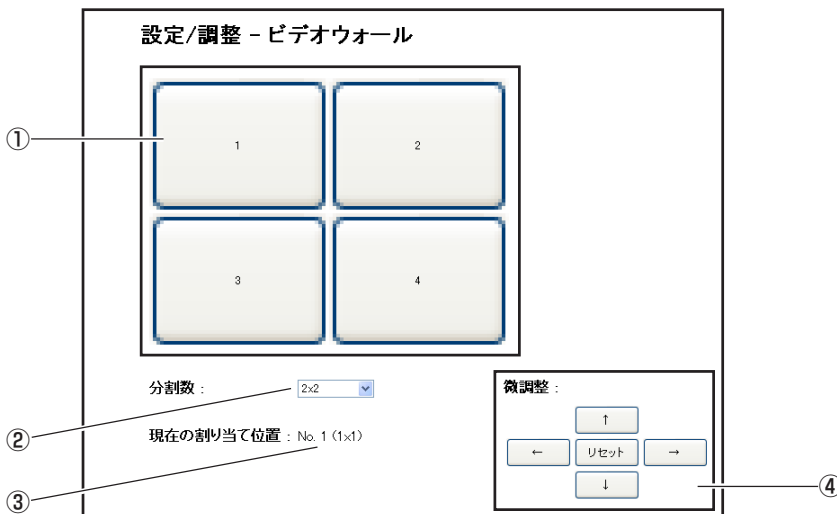 設定/調整 - ビデオウォール
①
1
2
3
4
分割数 :
2x2
②
現在の割り当て位置 : No. 1 (1x1)
③
微調整 :
↑
←
リセット
→
↓
④